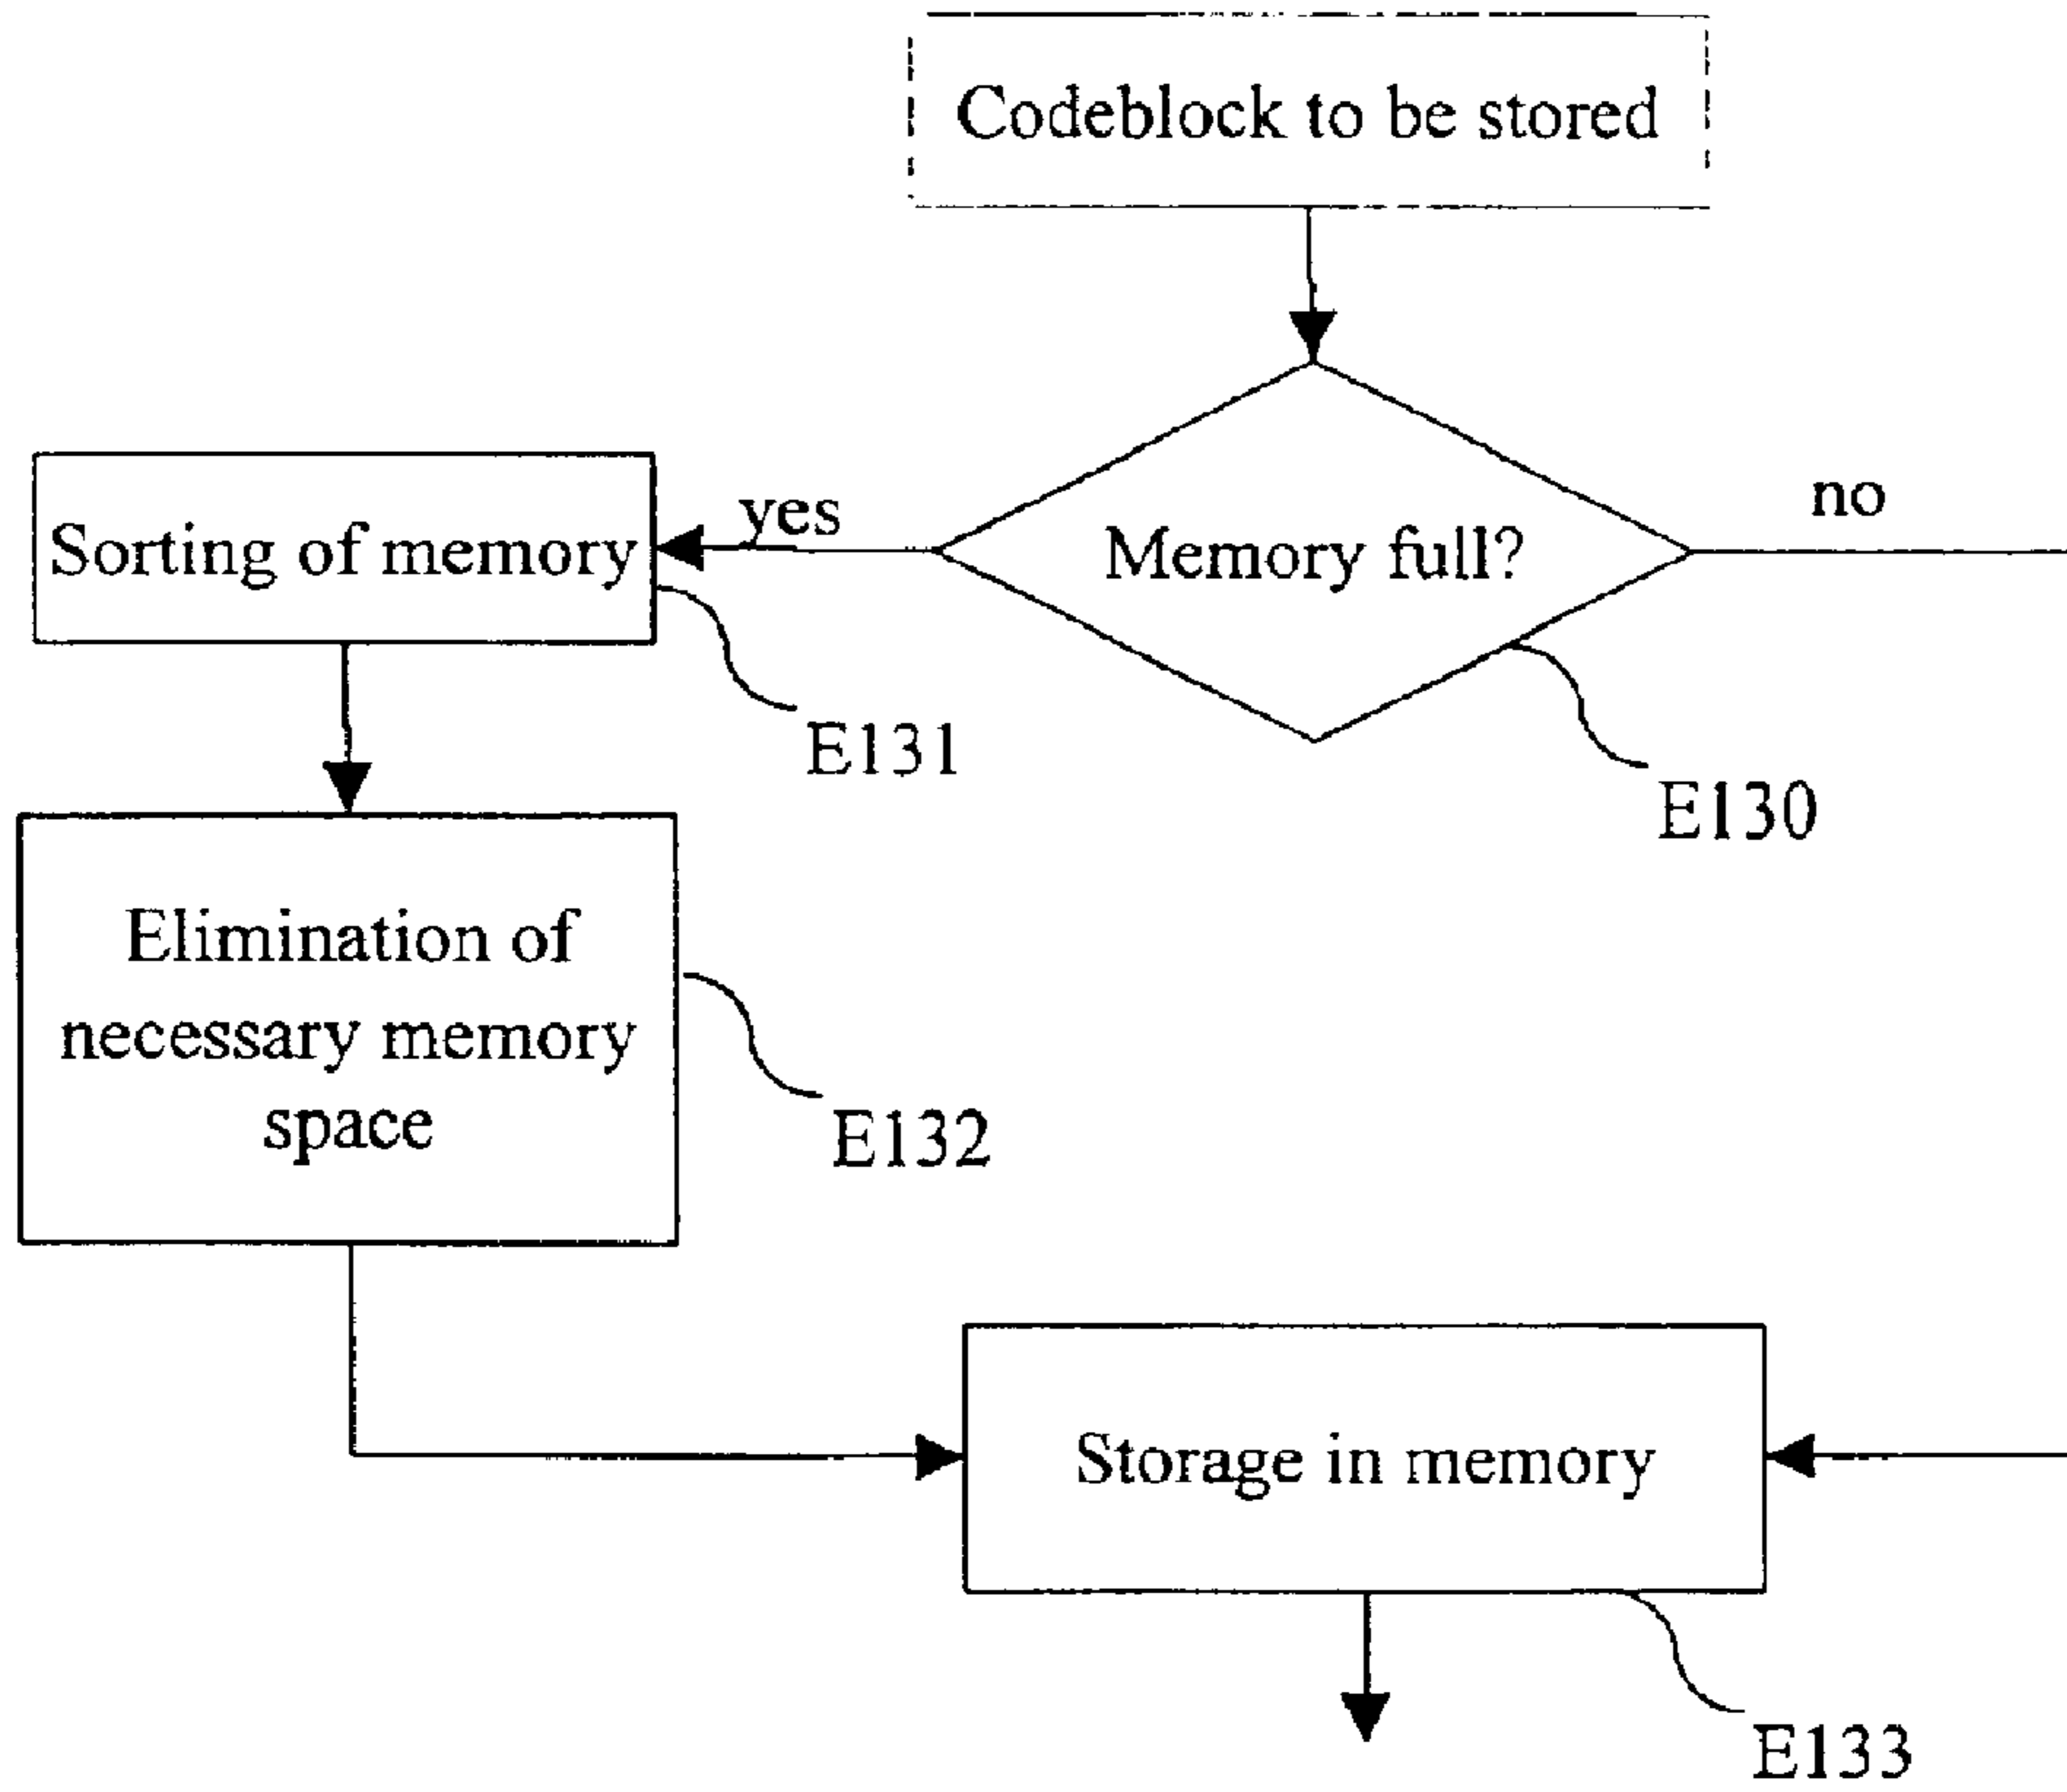 Codeblock to be stored
Memory full?
yes
no
Sorting of memory
E131
E130
Elimination of
necessary memory
space
E132
Storage in memory
E133